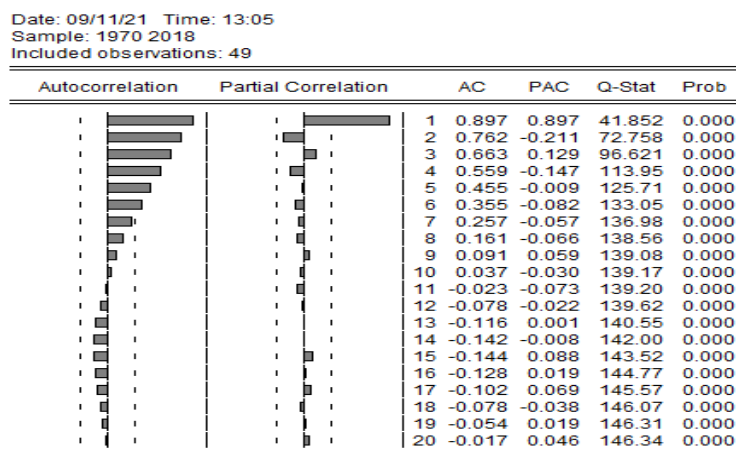 Date: 09/11/21 Time: 13:05
Sample: 1970 2018
Included observations: 49
Autocorrelation Partial Correlation AC PAC Q-Stat Prob
1 0.897 0.897 41.852 0.000
2 0.762 -0.211 72.758 0.000
3 0.663 0.129 96.621 0.000
4 0.559 -0.147 113.95 0.000
5 0.455 -0.009 125.71 0.000
6 0.355 -0.082 133.05 0.000
7 0.257 -0.057 136.98 0.000
8 0.161 -0.066 138.56 0.000
9 0.091 0.059 139.08 0.000
10 0.037 -0.030 139.17 0.000
11 -0.023 -0.073 139.20 0.000
12 -0.078 -0.022 139.62 0.000
13 -0.116 0.001 140.55 0.000
14 -0.142 -0.008 142.00 0.000
15 -0.144 0.088 143.52 0.000
16 -0.128 0.019 144.77 0.000
17 -0.102 0.069 145.57 0.000
18 -0.078 -0.038 146.07 0.000
19 -0.054 0.019 146.31 0.000
20 -0.017 0.046 146.34 0.000